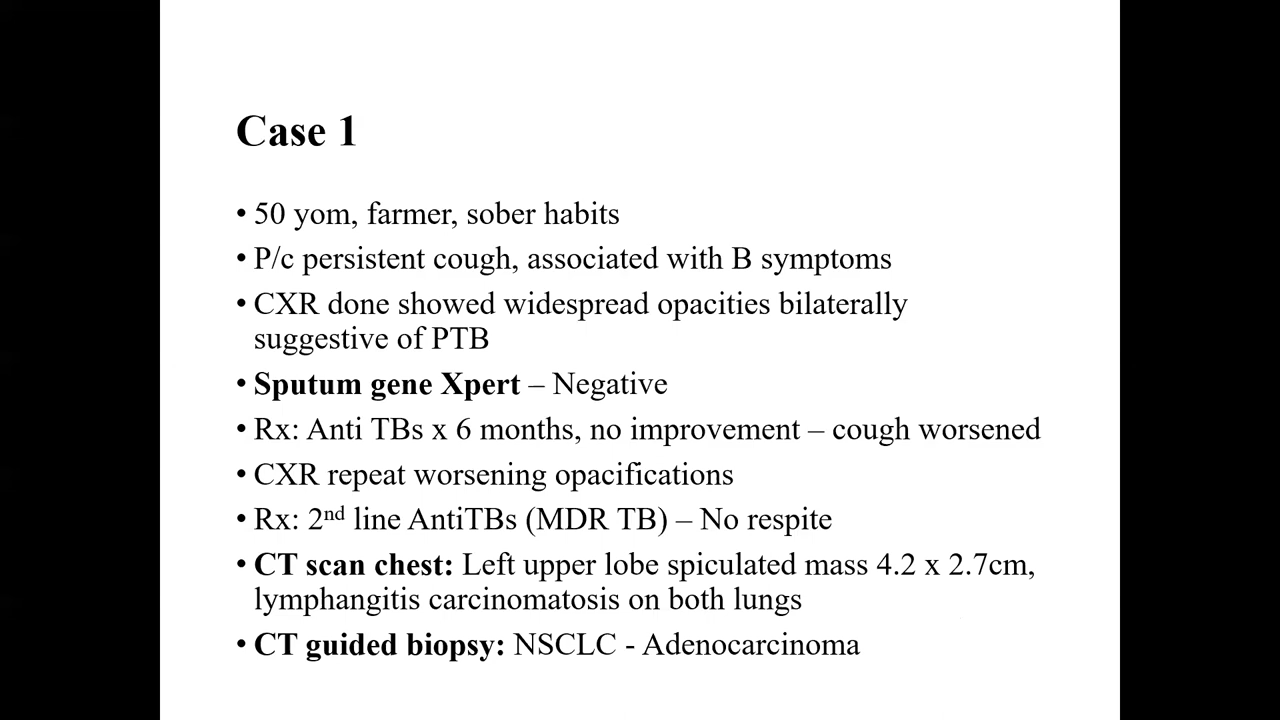 Case 1
• 50 yom, farmer, sober habits
• P/c persistent cough, associated with B symptoms
• CXR done showed widespread opacities bilaterally
suggestive of PTB
• Sputum gene Xpert – Negative
• Rx: Anti TBs x 6 months, no improvement – cough worsened
• CXR repeat worsening opacifications
• Rx: 2nd line AntiTBs (MDR TB) – No respite
• CT scan chest: Left upper lobe spiculated mass 4.2 x 2.7cm,
lymphangitis carcinomatosis on both lungs
• CT guided biopsy: NSCLC - Adenocarcinoma